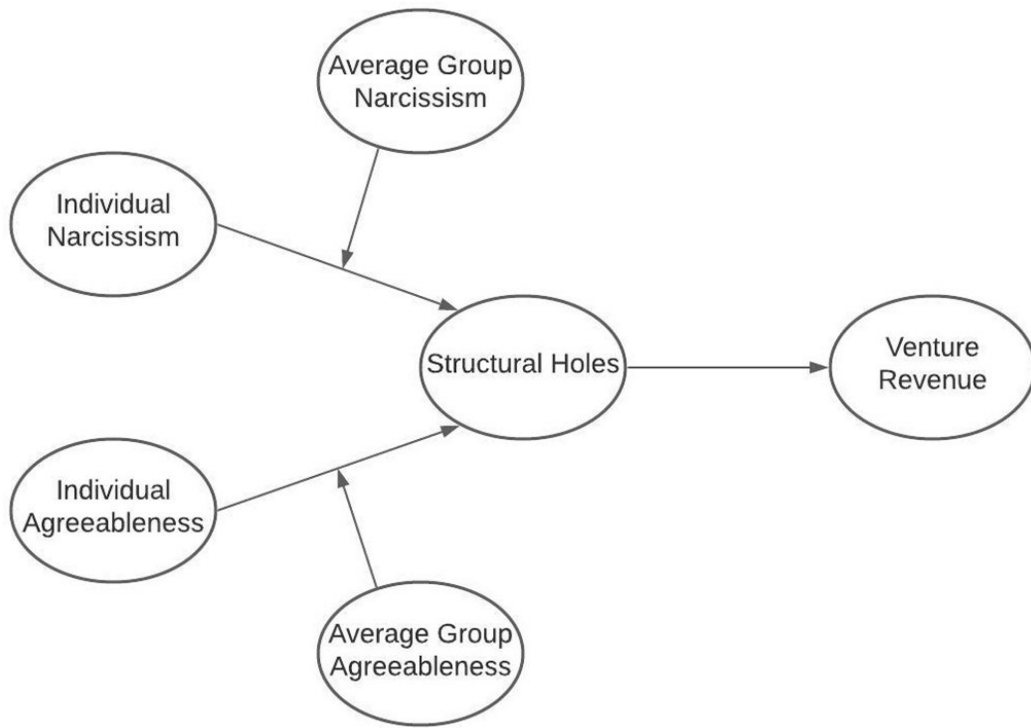 Average Group
Narcissism
Individual
Narcissism
Structural Holes
Venture
Revenue
Individual
Agreeableness
Average Group
Agreeableness